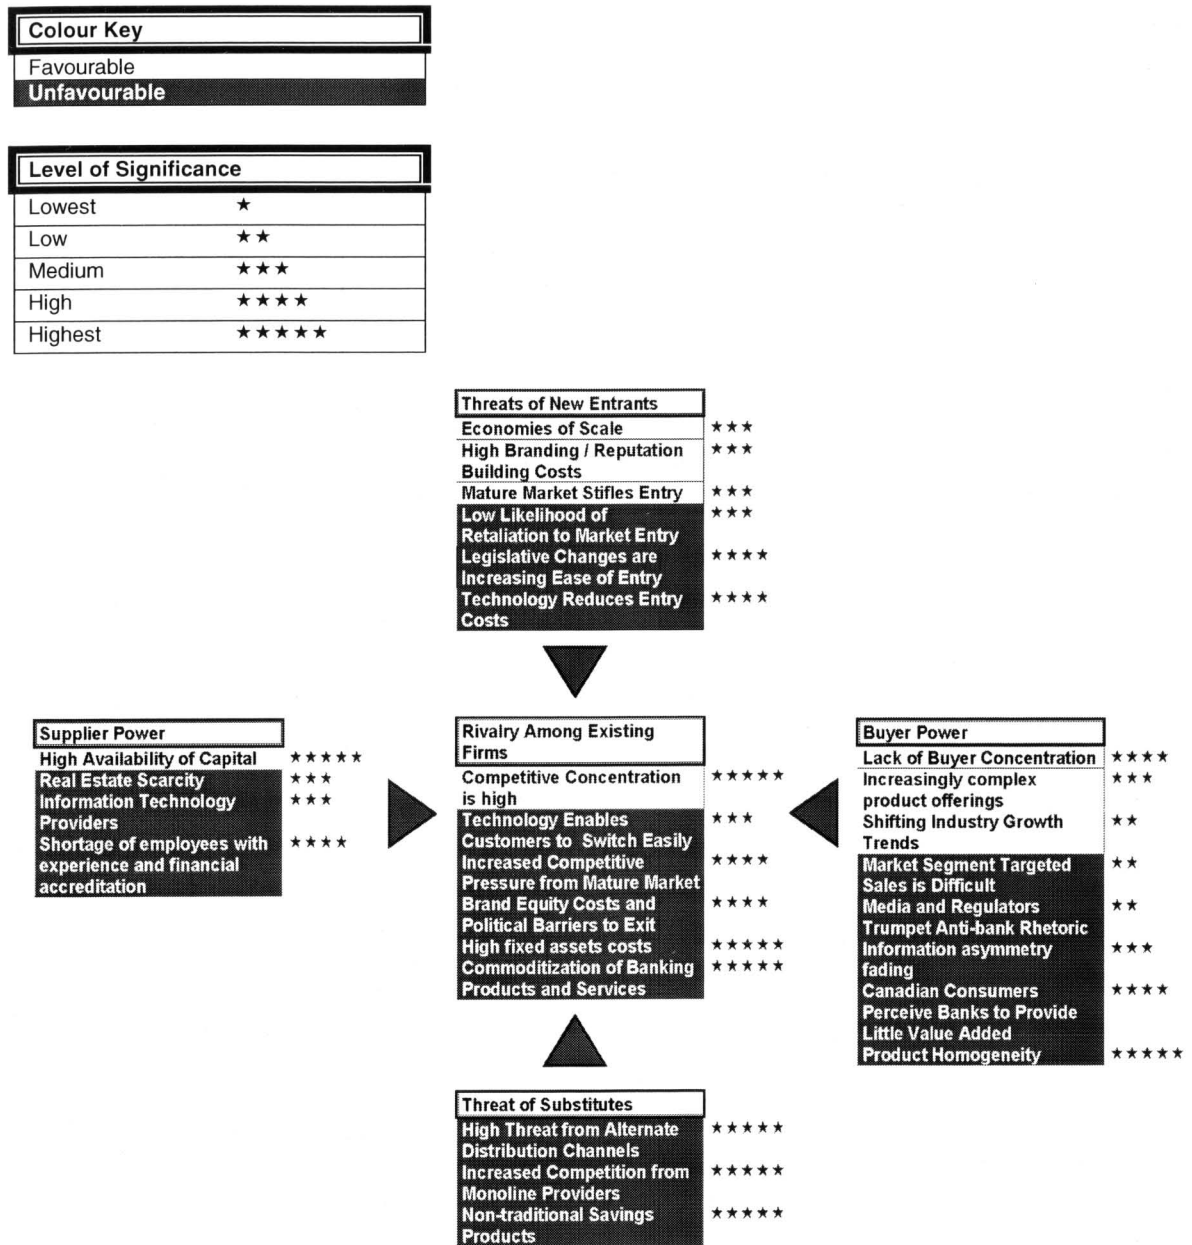 Colour Key
Favourable
Unfavourable
Level of Significance
Lowest ★
Low ★★
Medium ★★★
High ★★★★
Highest ★★★★★
Threats of New Entrants
Economies of Scale ★★★
High Branding / Reputation ★★★
Building Costs
Mature Market Stifles Entry ★★★
Low Likelihood of ★★★
Retaliation to Market Entry
Legislative Changes are ★★★★
Increasing Ease of Entry
Technology Reduces Entry ★★★★
Costs
Supplier Power
High Availability of Capital ★★★★★
Real Estate Scarcity ★★★
Information Technology ★★★
Providers
Shortage of employees with ★★★★
experience and financial
accreditation
Rivalry Among Existing
Firms
Competitive Concentration ★★★★★
is high
Technology Enables ★★★
Customers to Switch Easily
Increased Competitive ★★★★
Pressure from Mature Market
Brand Equity Costs and ★★★★
Political Barriers to Exit
High fixed assets costs ★★★★★
Commoditization of Banking ★★★★★
Products and Services
Buyer Power
Lack of Buyer Concentration ★★★★
Increasingly complex ★★★
product offerings
Shifting Industry Growth ★★
Trends
Market Segment Targeted ★★
Sales is Difficult
Media and Regulators ★★
Trumpet Anti-bank Rhetoric
Information asymmetry ★★★
fading
Canadian Consumers ★★★★
Perceive Banks to Provide
Little Value Added
Product Homogeneity ★★★★★
Threat of Substitutes
High Threat from Alternate ★★★★★
Distribution Channels
Increased Competition from ★★★★★
Monoline Providers
Non-traditional Savings ★★★★★
Products